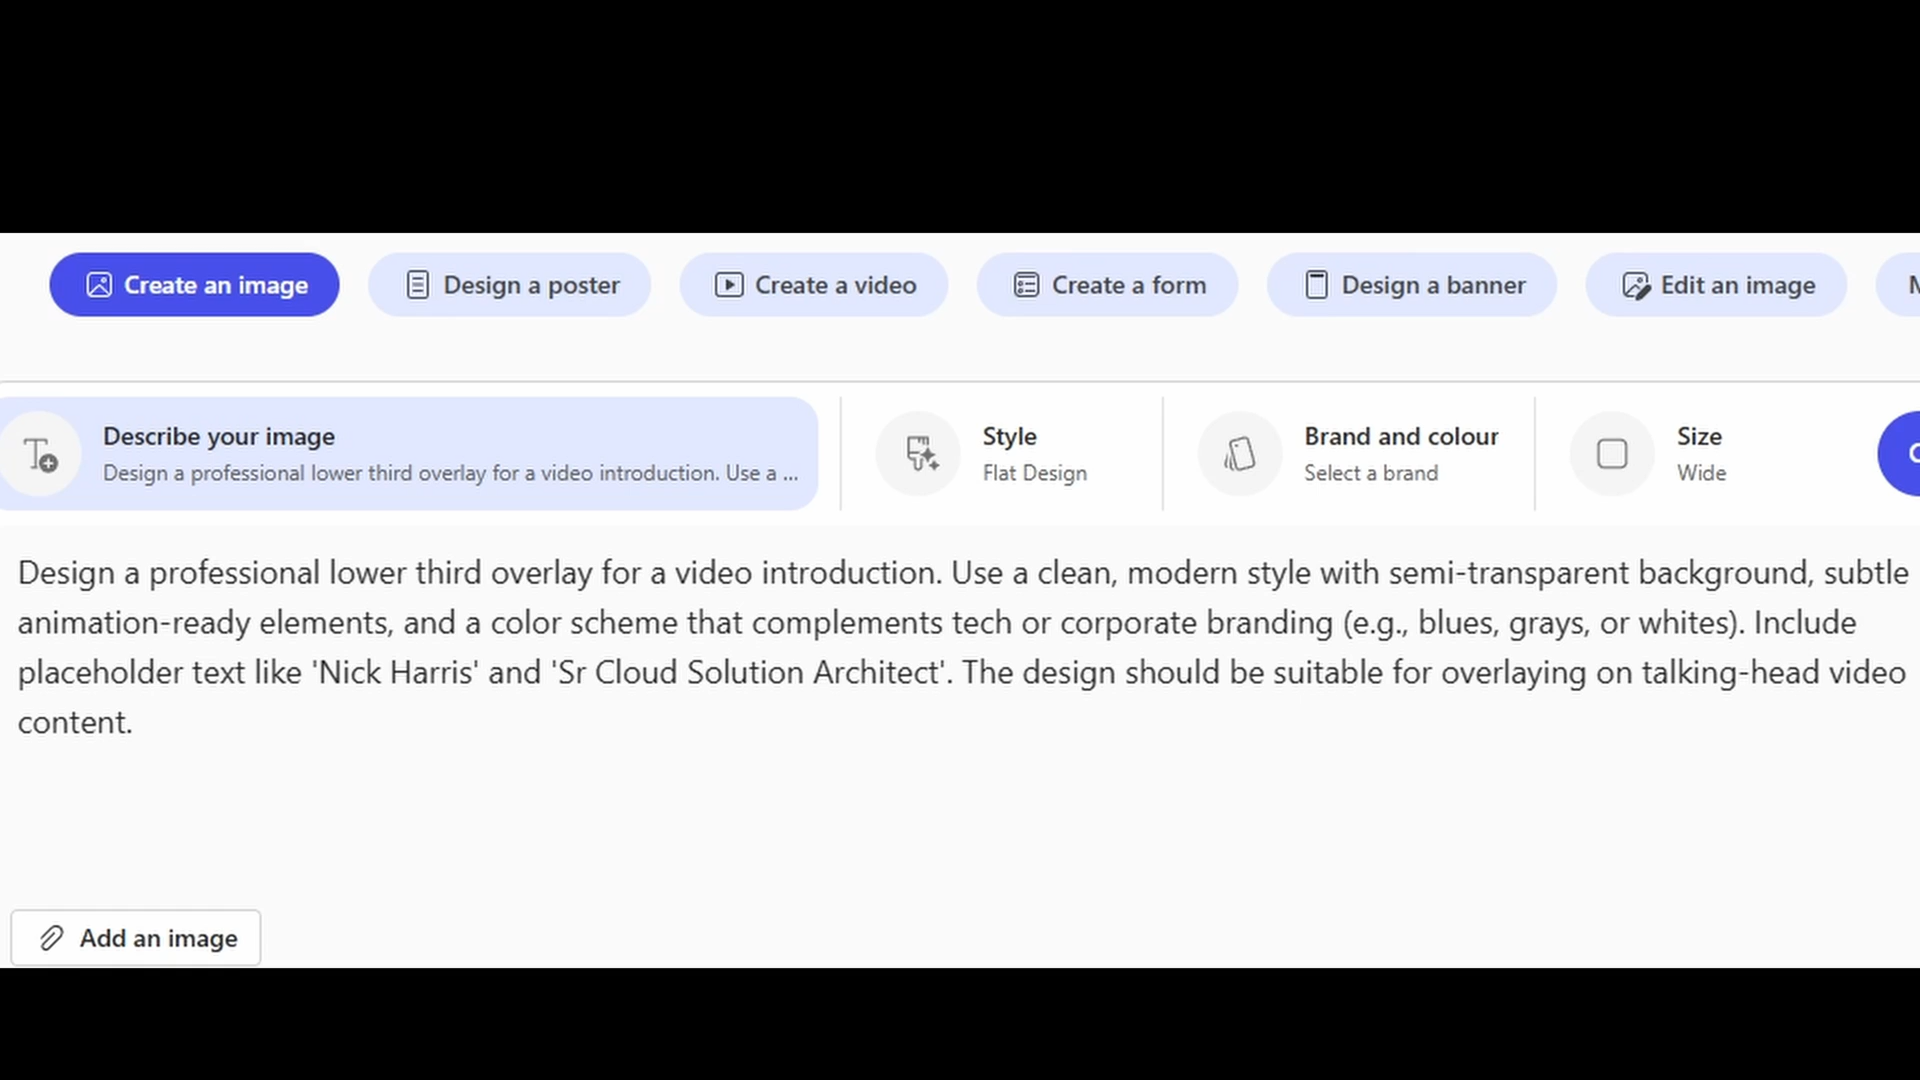 Create an image
Design a poster
Create a video
Create a form
Design a banner
Edit an image
Describe your image
Design a professional lower third overlay for a video introduction. Use a ...
Style
Flat Design
Brand and colour
Select a brand
Size
Wide
Design a professional lower third overlay for a video introduction. Use a clean, modern style with semi-transparent background, subtle
animation-ready elements, and a color scheme that complements tech or corporate branding (e.g., blues, grays, or whites). Include
placeholder text like 'Nick Harris' and 'Sr Cloud Solution Architect'. The design should be suitable for overlaying on talking-head video
content.
Add an image